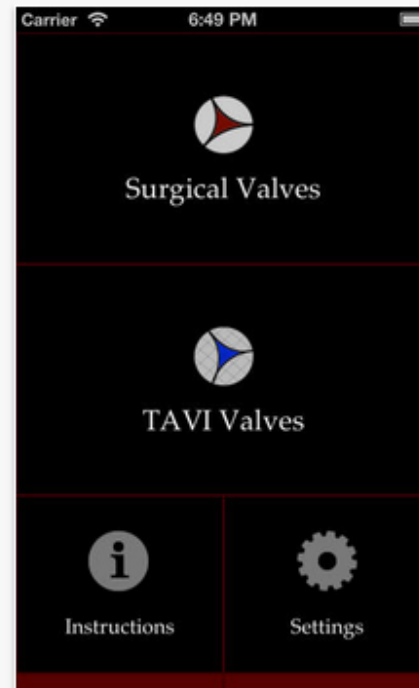 Carrier 6:49 PM
Surgical Valves
TAVI Valves
Instructions Settings